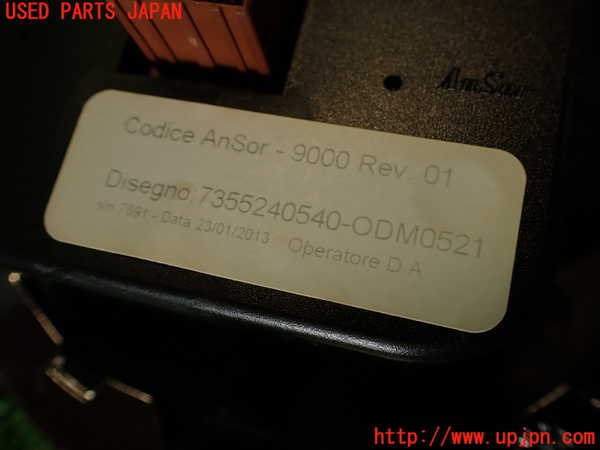 USED PARTS JAPAN
AnSor
Codice AnSor - 9000 Rev. 01
Disegno 7355240540-ODM0521
s/n 7691 - Data 23/01/2013 Operatore D A
http://www.upjpn.com